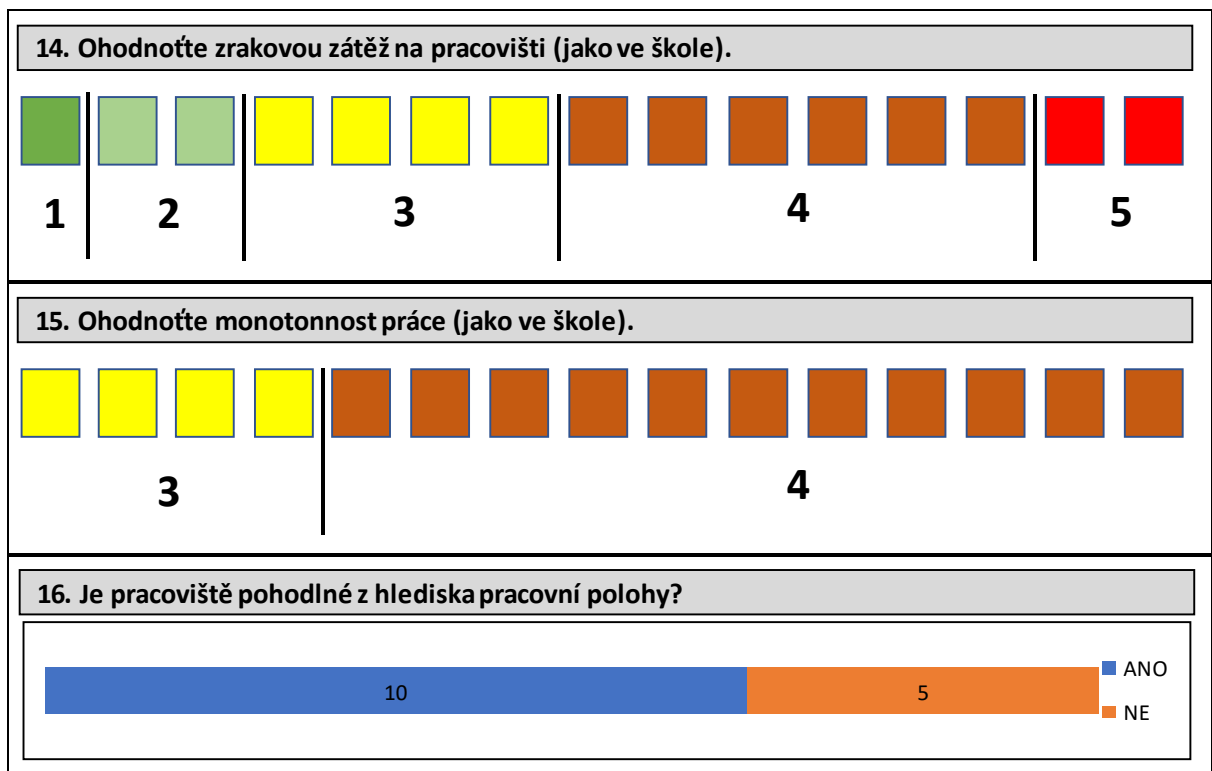 14. Ohodnoťte zrakovou zátěž na pracovišti (jako ve škole).
1 2 3 4 5
15. Ohodnoťte monotonnost práce (jako ve škole).
3 4
16. Je pracoviště pohodlné z hlediska pracovní polohy?
10 5
ANO
NE